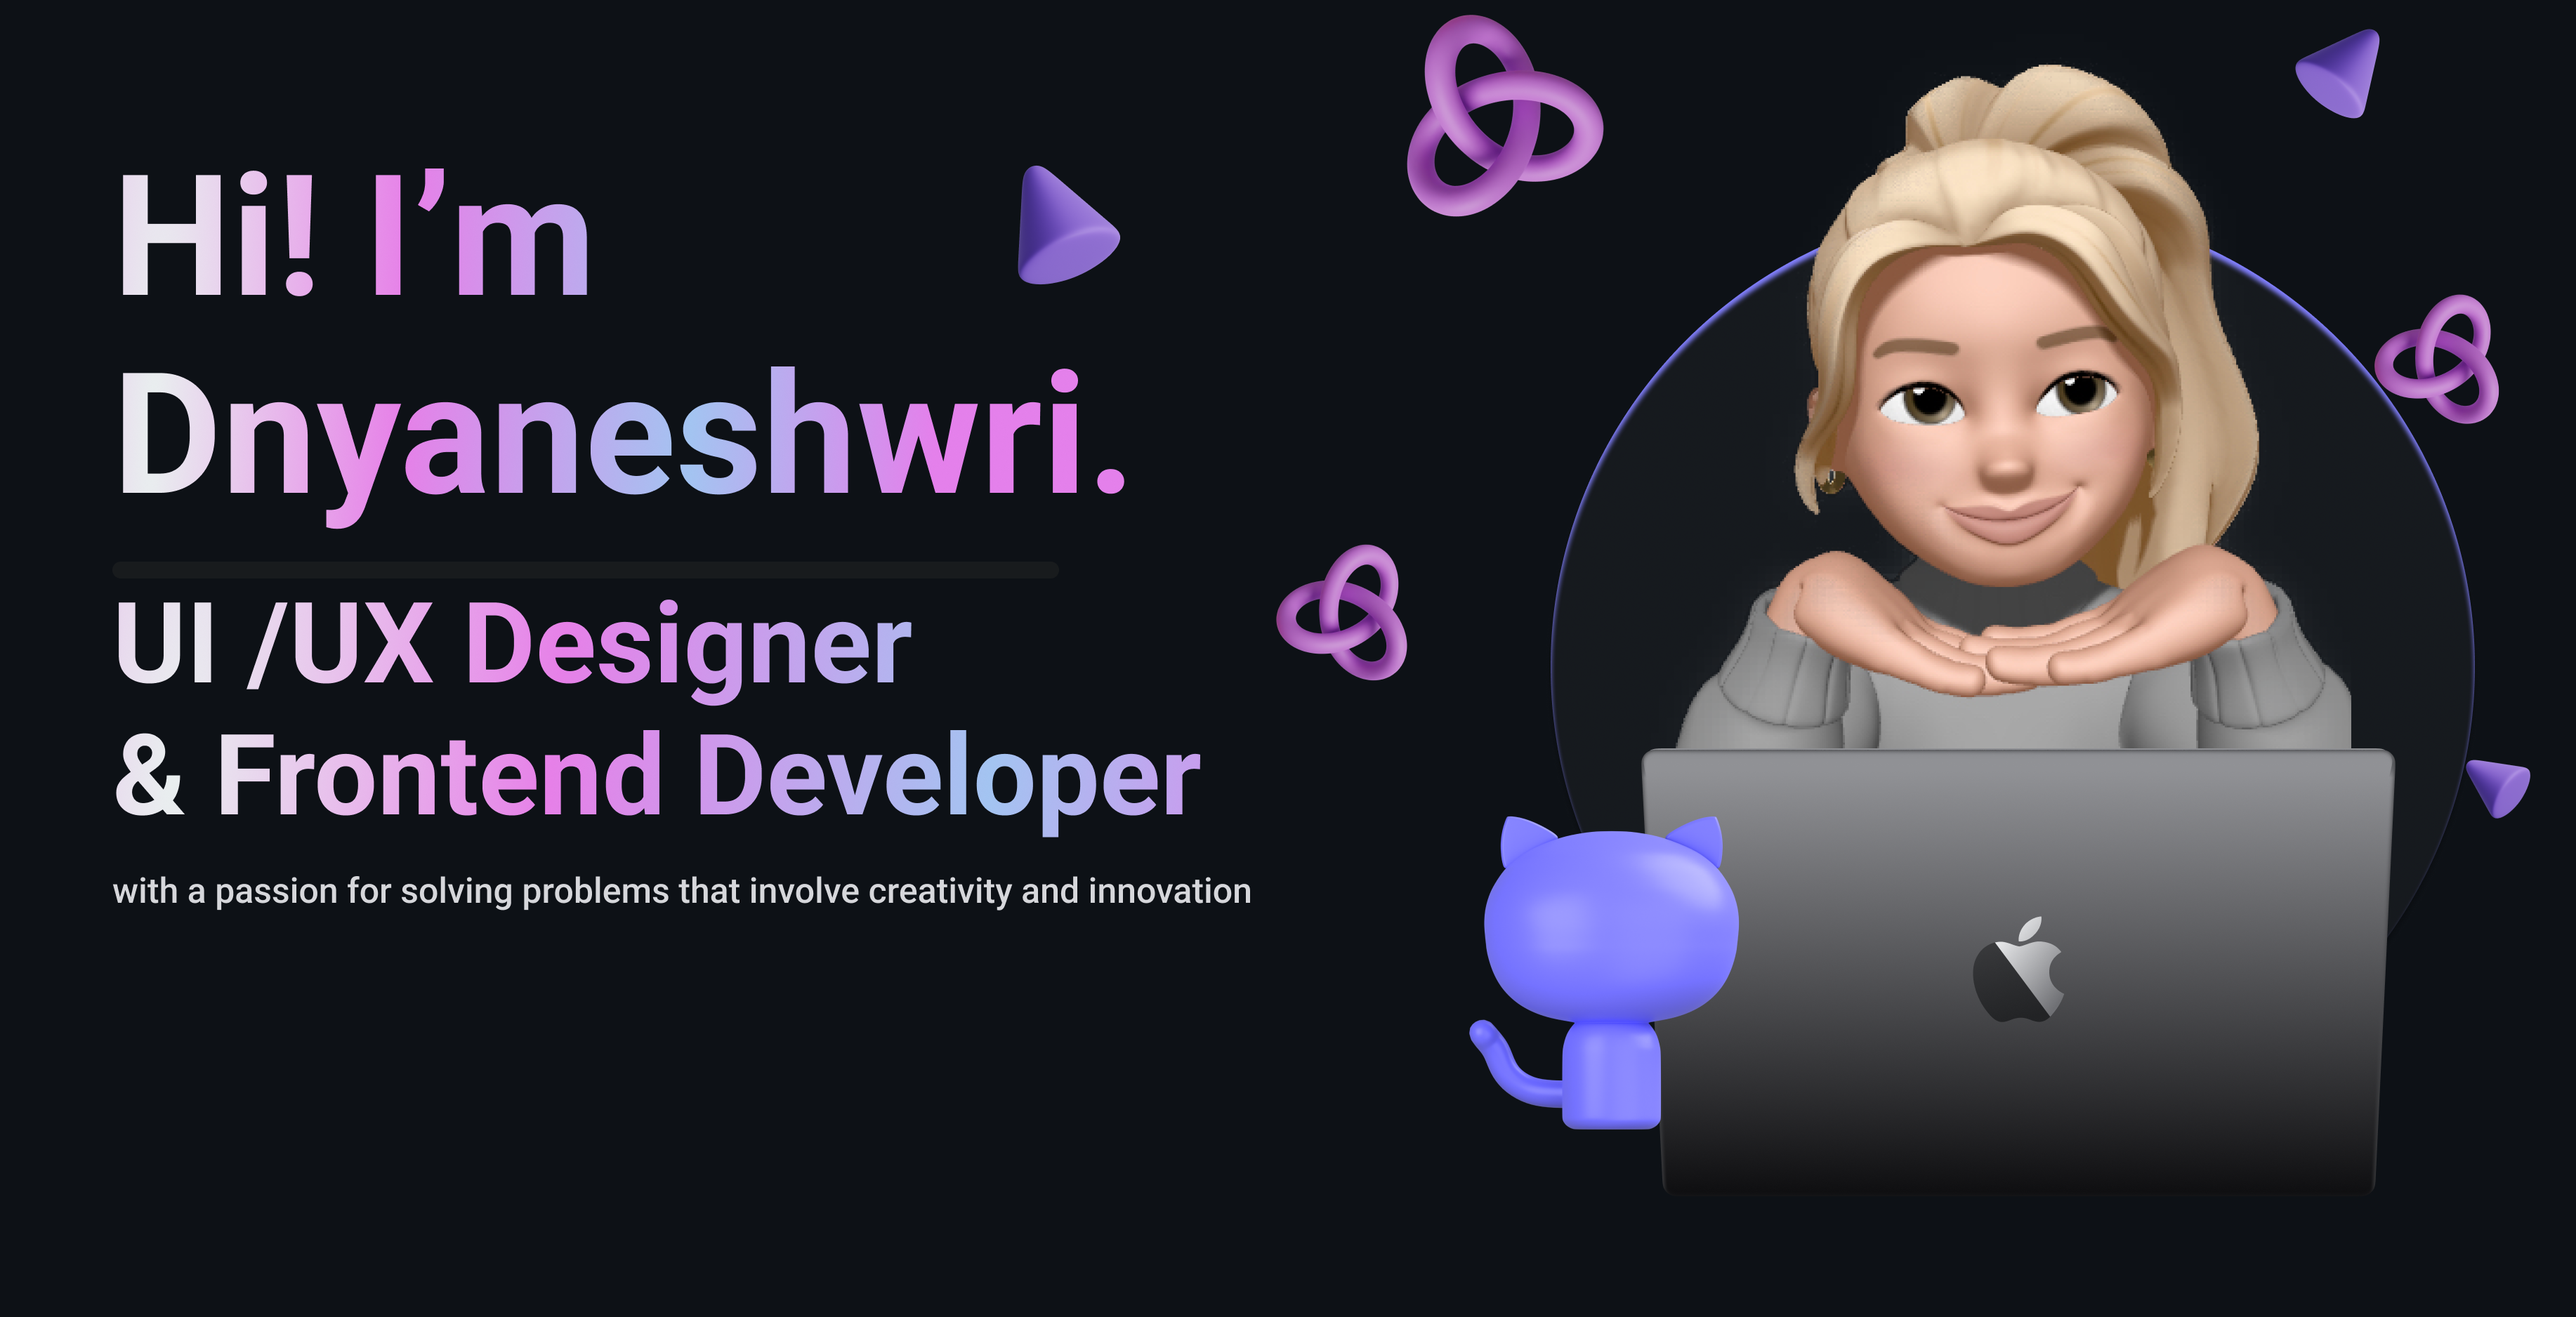 Hi! I’m
Dnyaneshwri.
UI /UX Designer
& Frontend Developer
with a passion for solving problems that involve creativity and innovation